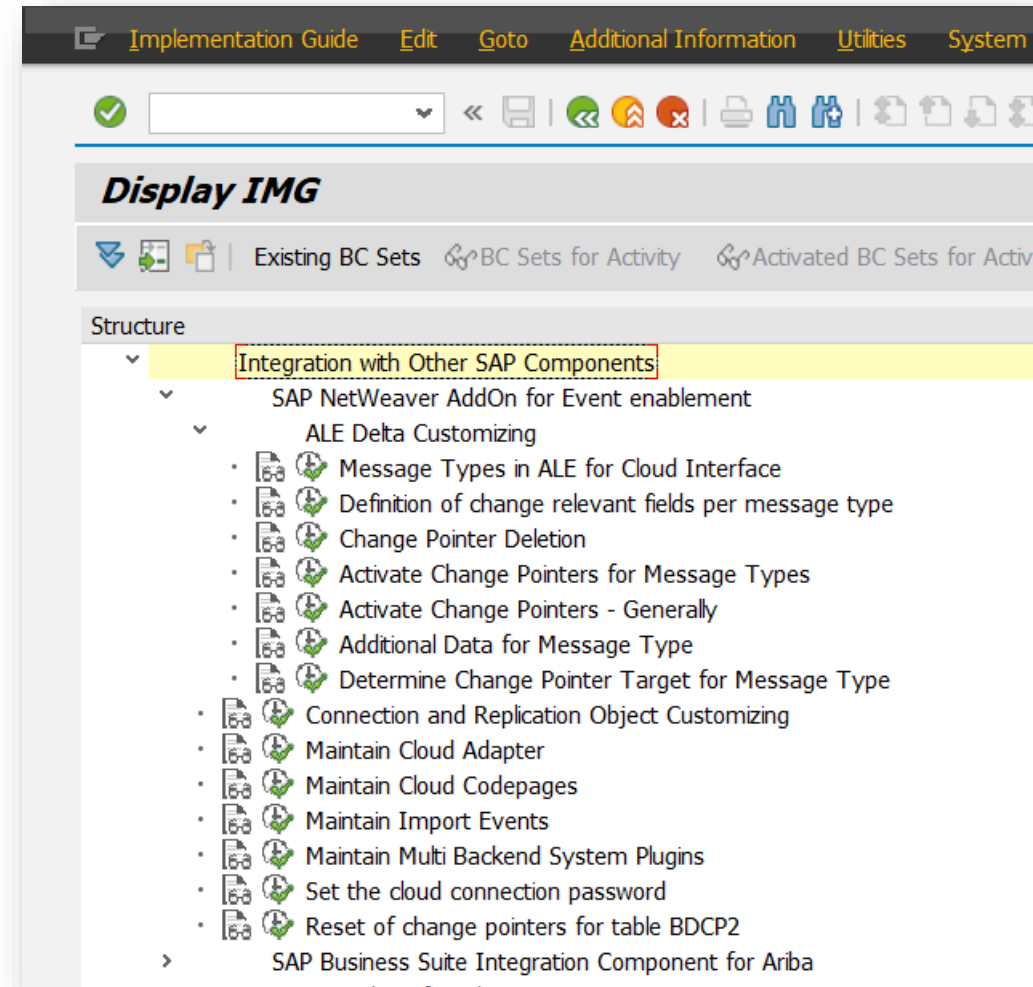 Implementation Guide Edit Goto Additional Information Utilities System
Display IMG
Existing BC Sets BC Sets for Activity Activated BC Sets for Activ
Structure
Integration with Other SAP Components
SAP NetWeaver AddOn for Event enablement
ALE Delta Customizing
Message Types in ALE for Cloud Interface
Definition of change relevant fields per message type
Change Pointer Deletion
Activate Change Pointers for Message Types
Activate Change Pointers - Generally
Additional Data for Message Type
Determine Change Pointer Target for Message Type
Connection and Replication Object Customizing
Maintain Cloud Adapter
Maintain Cloud Codepages
Maintain Import Events
Maintain Multi Backend System Plugins
Set the cloud connection password
Reset of change pointers for table BDCP2
SAP Business Suite Integration Component for Ariba